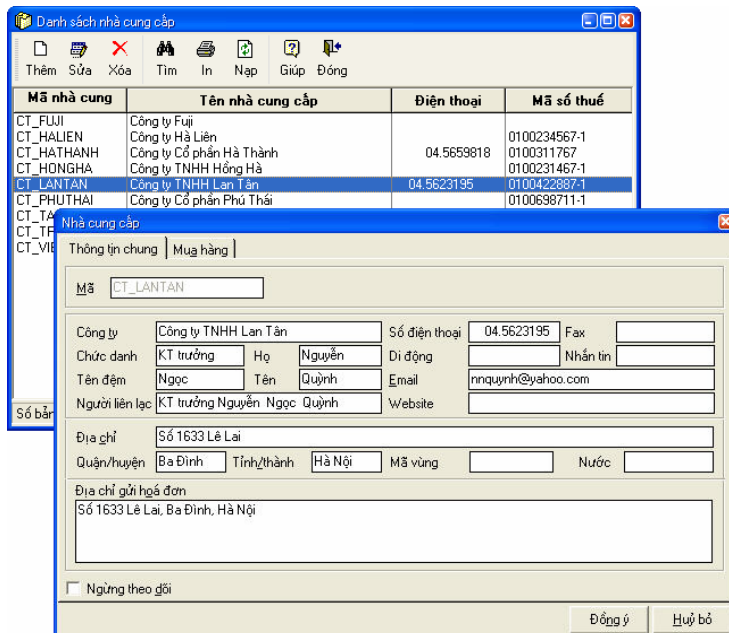 Danh sách nhà cung cấp
Thêm Sửa Xóa Tìm In Nạp Giúp Đóng
Mã nhà cung Tên nhà cung cấp Điện thoại Mã số thuế
CT_FUJI Công ty Fuji
CT_HALIEN Công ty Hà Liên 0100234567-1
CT_HATHANH Công ty Cổ phần Hà Thành 04.5659818 0100311767
CT_HONGHA Công ty TNHH Hồng Hà 0100231467-1
CT_LANTAN Công ty TNHH Lan Tân 04.5623195 0100422887-1
CT_PHUTHAI Công ty Cổ phần Phú Thái 0100698711-1
CT_TA
CT_TF
CT_VIE
Số bản
Nhà cung cấp
Thông tin chung Mua hàng
Mã CT_LANTAN
Công ty Công ty TNHH Lan Tân Số điện thoại 04.5623195 Fax
Chức danh KT trưởng Họ Nguyễn Di động Nhắn tin
Tên đệm Ngọc Tên Quỳnh Email nnquynh@yahoo.com
Người liên lạc KT trưởng Nguyễn Ngọc Quỳnh Website
Địa chỉ Số 1633 Lê Lai
Quận/huyện Ba Đình Tỉnh/thành Hà Nội Mã vùng Nước
Địa chỉ gửi hoá đơn
Số 1633 Lê Lai, Ba Đình, Hà Nội
Ngừng theo dõi
Đồng ý Huỷ bỏ